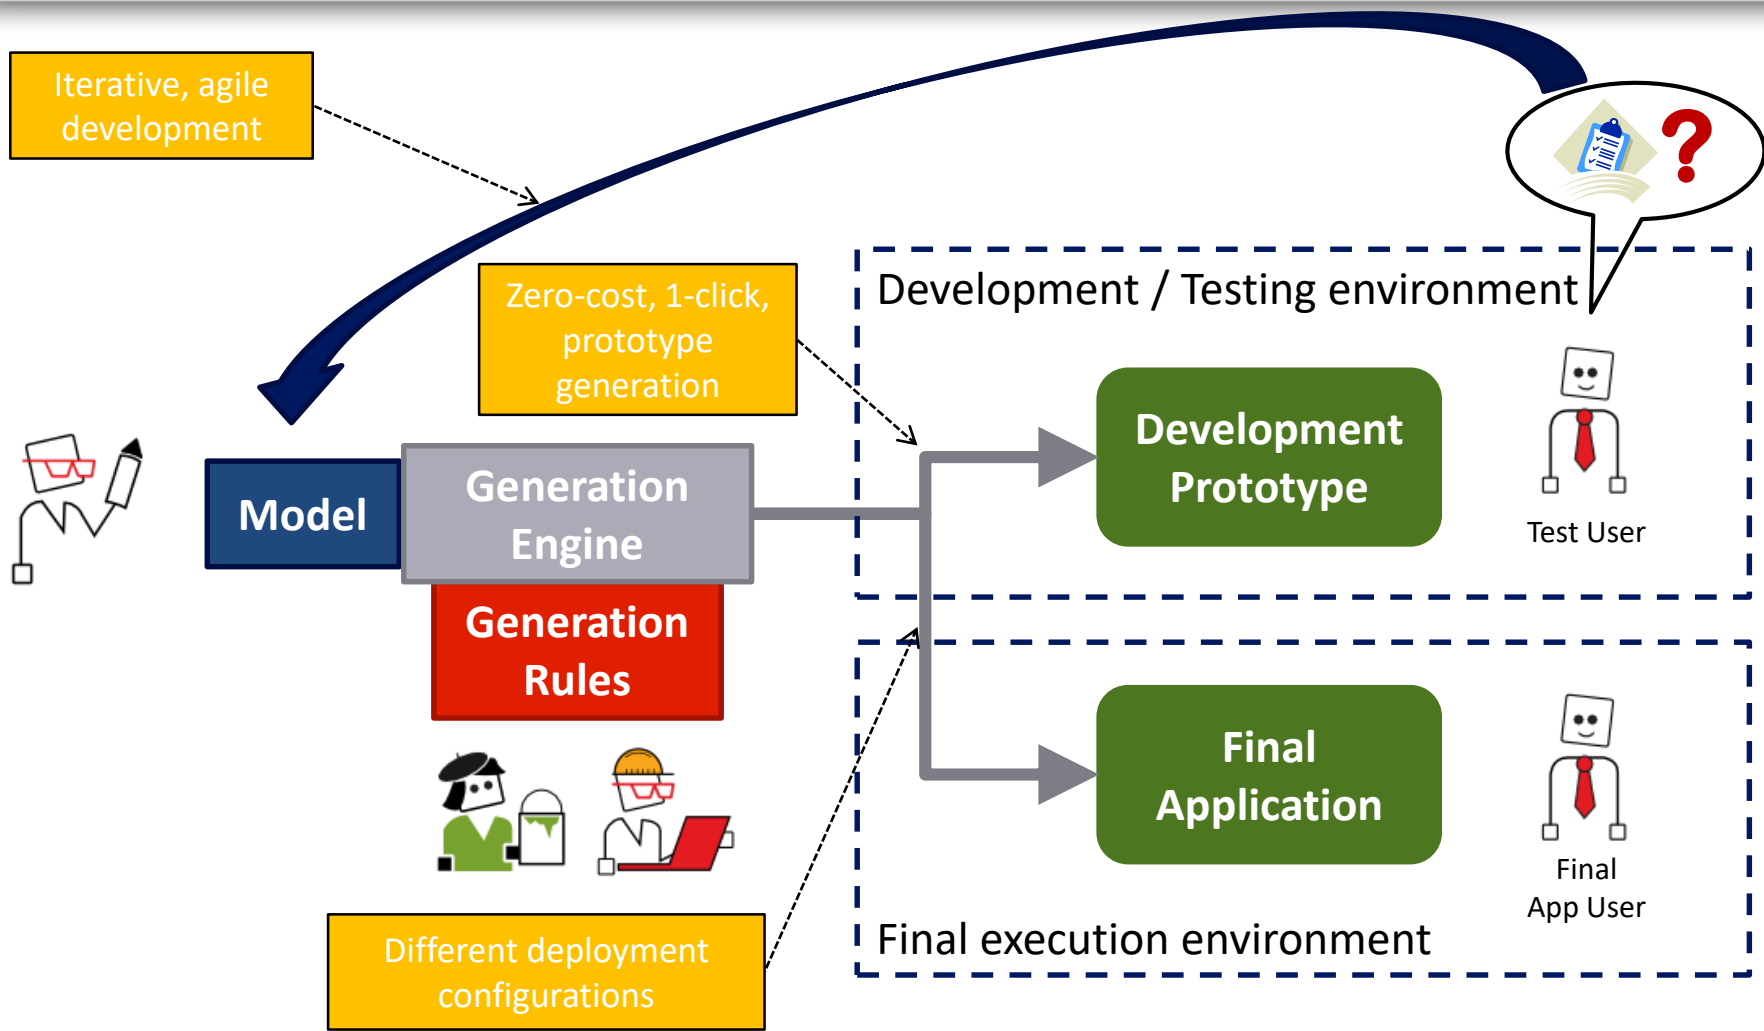 Iterative, agile
development
Zero-cost, 1-click,
prototype
generation
Development / Testing environment
Development
Prototype
Test User
Model
Generation
Engine
Generation
Rules
Final
Application
Final
App User
Final execution environment
Different deployment
configurations